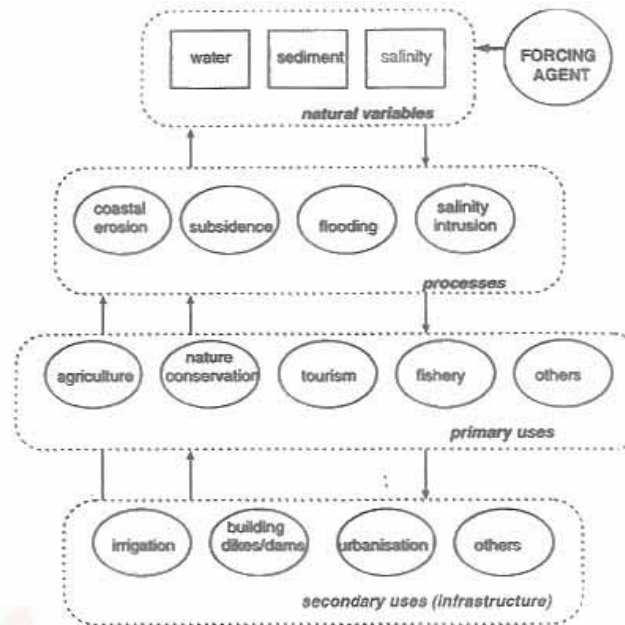 water
sediment
salinity
FORCING
AGENT
natural variables
coastal
erosion
subsidence
flooding
salinity
intrusion
processes
agriculture
nature
conservation
tourism
fishery
others
primary uses
irrigation
building
dikes/dams
urbanisation
others
secondary uses (infrastructure)